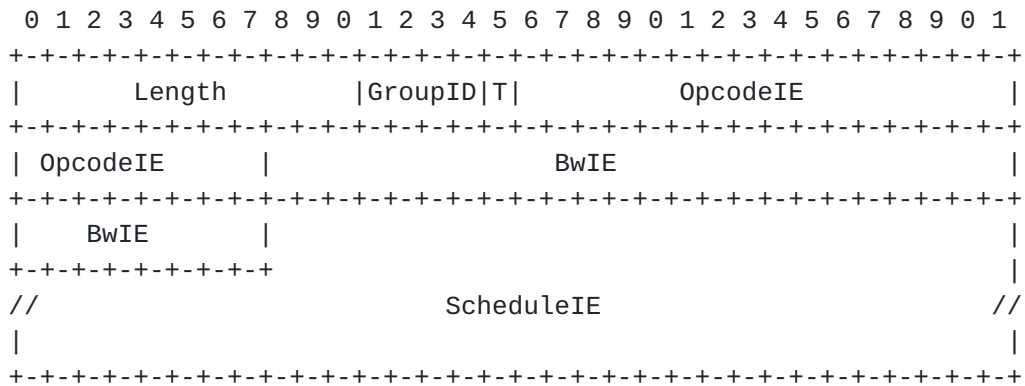 0 1 2 3 4 5 6 7 8 9 0 1 2 3 4 5 6 7 8 9 0 1 2 3 4 5 6 7 8 9 0 1
+-+-+-+-+-+-+-+-+-+-+-+-+-+-+-+-+-+-+-+-+-+-+-+-+-+-+-+-+-+-+-+-+
|       Length        |GroupID|T|          OpcodeIE             |
+-+-+-+-+-+-+-+-+-+-+-+-+-+-+-+-+-+-+-+-+-+-+-+-+-+-+-+-+-+-+-+-+
| OpcodeIE      |                  BwIE                         |
+-+-+-+-+-+-+-+-+-+-+-+-+-+-+-+-+-+-+-+-+-+-+-+-+-+-+-+-+-+-+-+-+
|    BwIE       |                                               |
+-+-+-+-+-+-+-+-+                                               |
//                          ScheduleIE                         //
|                                                               |
+-+-+-+-+-+-+-+-+-+-+-+-+-+-+-+-+-+-+-+-+-+-+-+-+-+-+-+-+-+-+-+-+